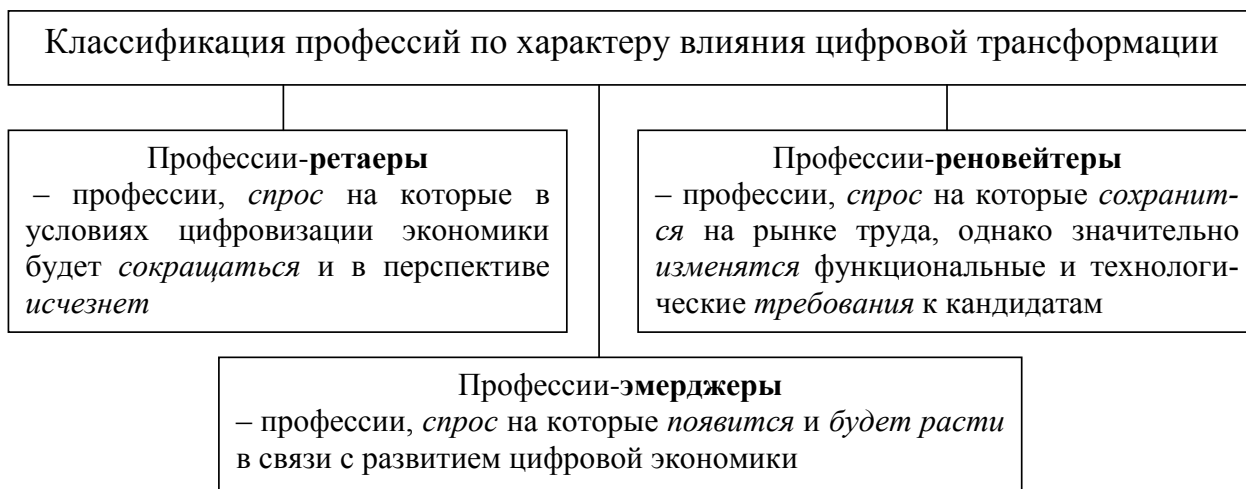 Классификация профессий по характеру влияния цифровой трансформации
Профессии-ретаеры
– профессии, спрос на которые в
условиях цифровизации экономики
будет сокращаться и в перспективе
исчезнет
Профессии-реновейтеры
– профессии, спрос на которые сохранит-
ся на рынке труда, однако значительно
изменятся функциональные и технологи-
ческие требования к кандидатам
Профессии-эмерджеры
– профессии, спрос на которые появится и будет расти
в связи с развитием цифровой экономики